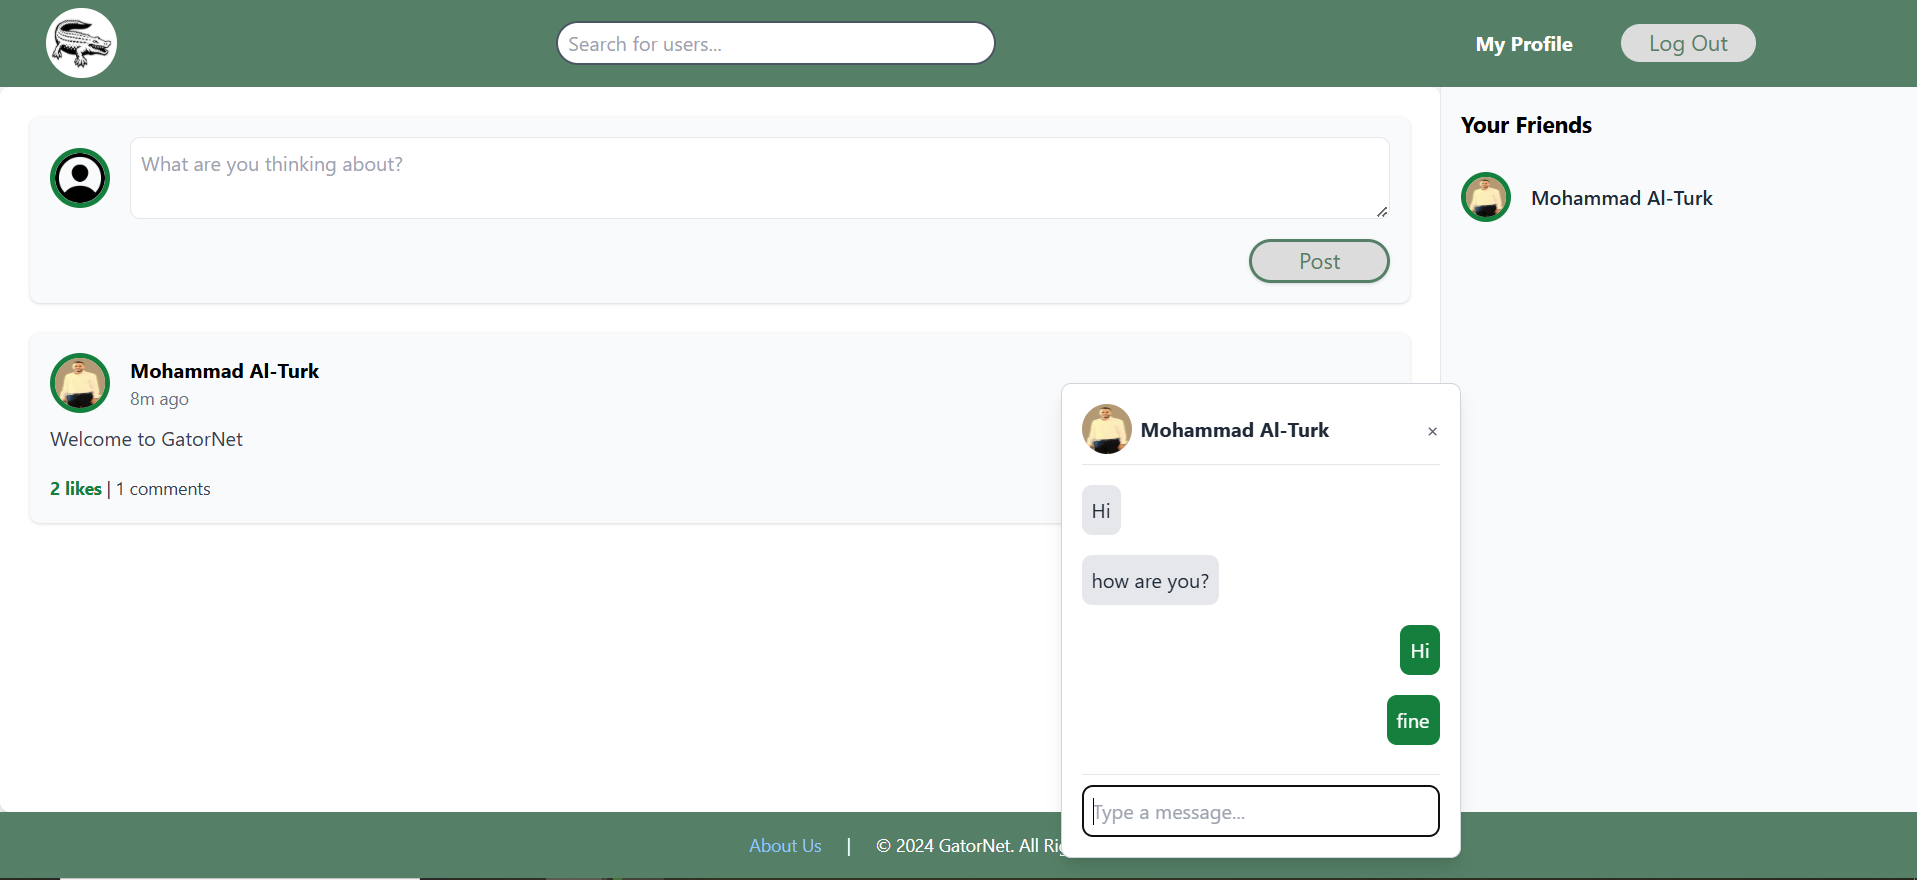 Search for users...
My Profile
Log Out
What are you thinking about?
Post
Your Friends
Mohammad Al-Turk
Mohammad Al-Turk
8m ago
Welcome to GatorNet
2 likes | 1 comments
Mohammad Al-Turk
×
Hi
how are you?
Hi
fine
Type a message...
About Us | © 2024 GatorNet. All